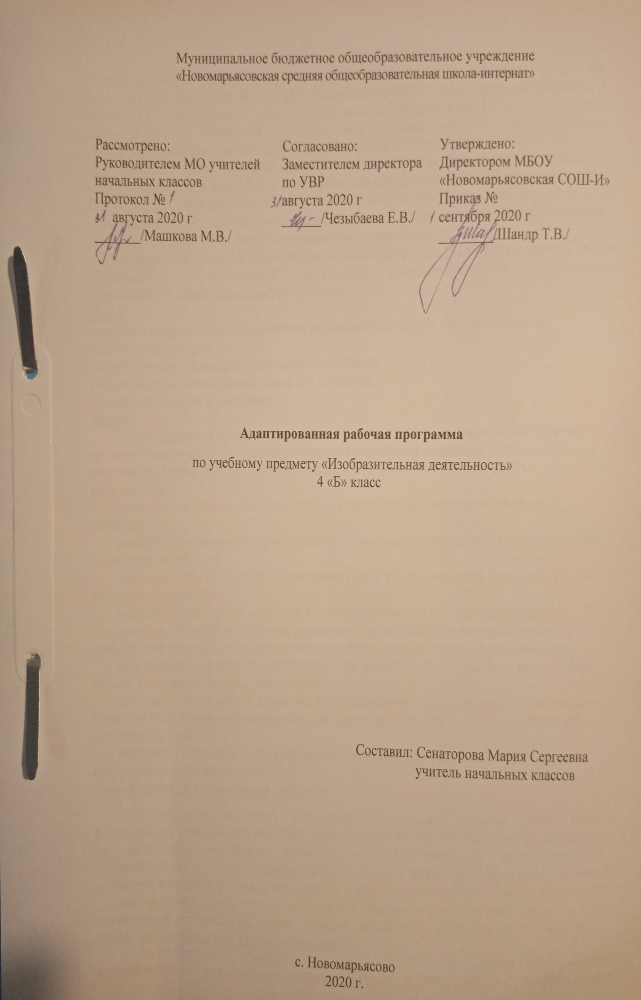 Муниципальное бюджетное общеобразовательное учреждение
«Новомарьясовская средняя общеобразовательная школа-интернат»
Рассмотрено:
Руководителем МО учителей
начальных классов
Протокол № 1
31 августа 2020 г
/Машкова М.В./
Согласовано:
Заместителем директора
по УВР
31 августа 2020 г
/Чезыбаева Е.В./
Утверждено:
Директором МБОУ
«Новомарьясовская СОШ-И»
Приказ №
1 сентября 2020 г
/Шандр Т.В./
Адаптированная рабочая программа
по учебному предмету «Изобразительная деятельность»
4 «Б» класс
Составил: Сенаторова Мария Сергеевна
учитель начальных классов
с. Новомарьясово
2020 г.